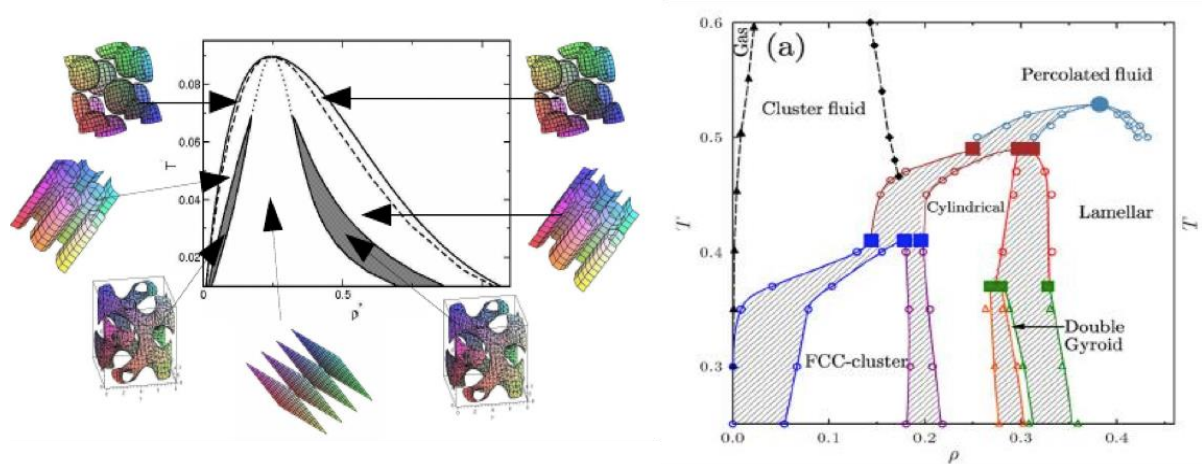 T
0.08
0.06
0.04
0.02
0
0.5
ρ*
(a)
Gas
Cluster fluid
Percolated fluid
Cylindrical
Lamellar
Double
Gyroid
FCC-cluster
T
0.6
0.5
0.4
0.3
0.0
0.1
0.2
0.3
0.4
ρ
T